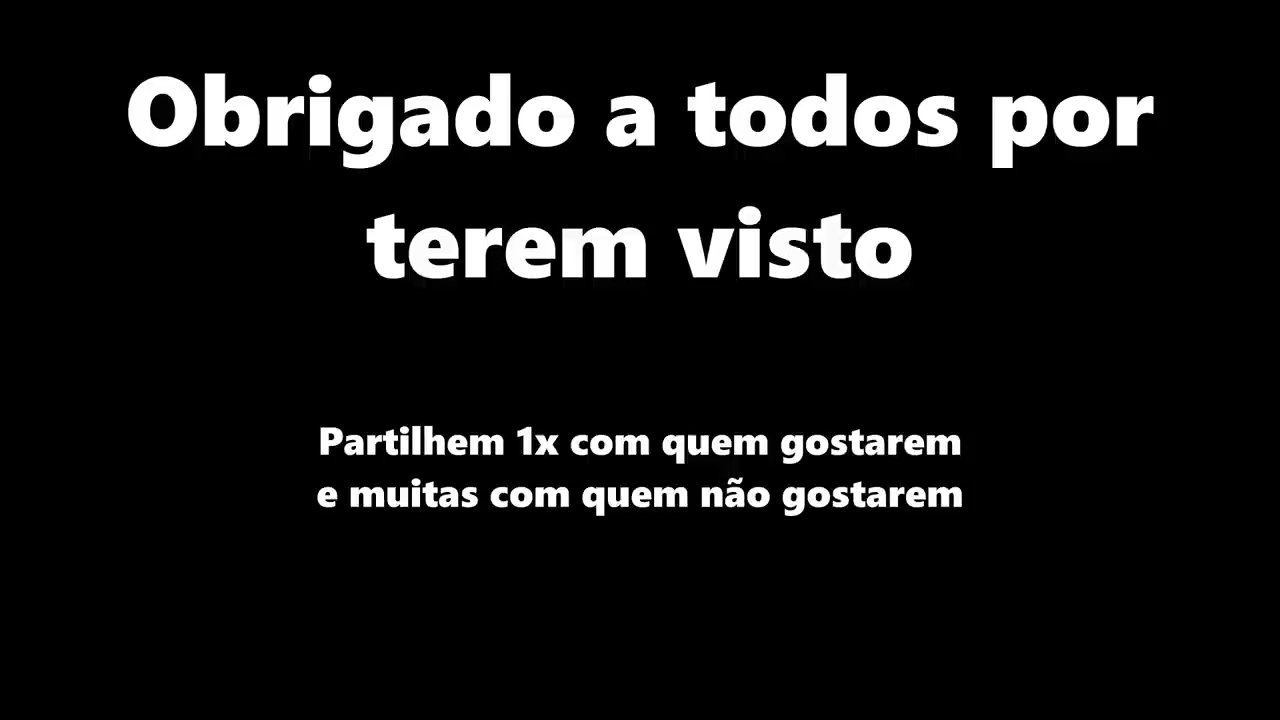 Obrigado a todos por
terem visto
Partilhem 1x com quem gostarem
e muitas com quem não gostarem